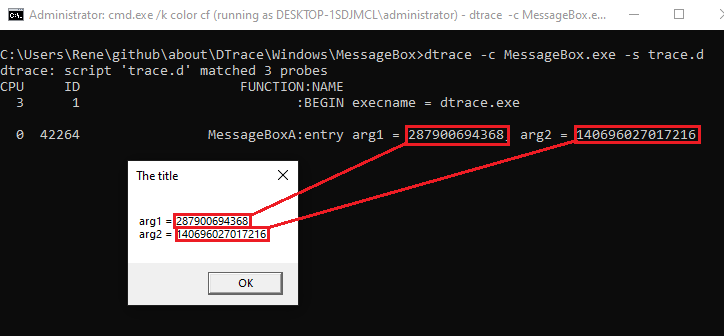 Administrator: cmd.exe /k color cf (running as DESKTOP-1SDJMCL\administrator) - dtrace -c MessageBox.e...
C:\Users\Rene\github\about\DTrace\Windows\MessageBox>dtrace -c MessageBox.exe -s trace.d
dtrace: script 'trace.d' matched 3 probes
CPU ID FUNCTION:NAME
3 1 :BEGIN execname = dtrace.exe
0 42264 MessageBoxA:entry arg1 = 287900694368 arg2 = 140696027017216
The title
arg1 = 287900694368
arg2 = 140696027017216
OK